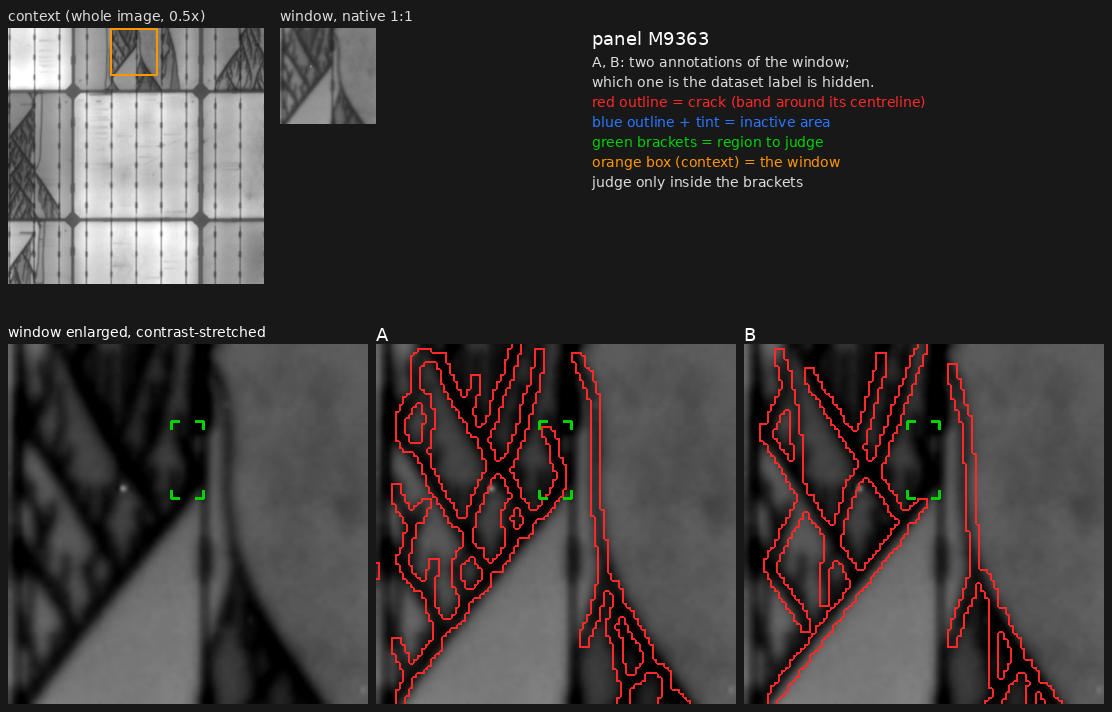 context (whole image, 0.5x)
window, native 1:1
panel M9363
A, B: two annotations of the window;
which one is the dataset label is hidden.
red outline = crack (band around its centreline)
blue outline + tint = inactive area
green brackets = region to judge
orange box (context) = the window
judge only inside the brackets
window enlarged, contrast-stretched
A
B